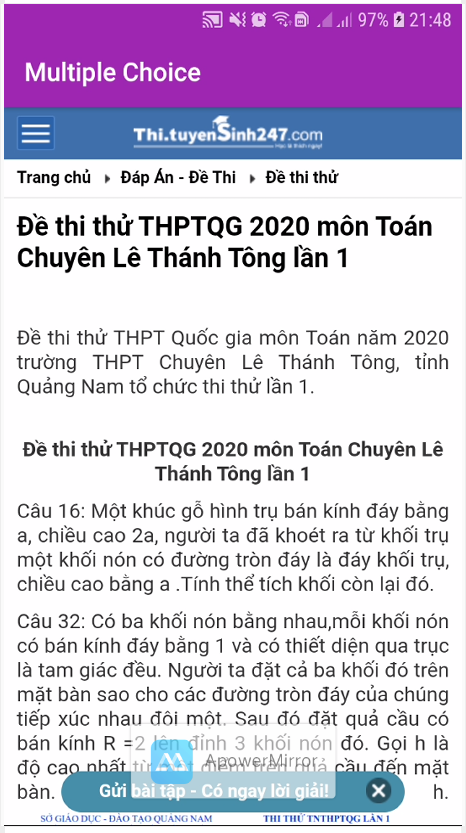 97% 21:48
Multiple Choice
Thi.tuyenSinh247.com
Học là thích ngay!
Trang chủ Đáp Án - Đề Thi Đề thi thử
Đề thi thử THPTQG 2020 môn Toán
Chuyên Lê Thánh Tông lần 1
Đề thi thử THPT Quốc gia môn Toán năm 2020
trường THPT Chuyên Lê Thánh Tông, tỉnh
Quảng Nam tổ chức thi thử lần 1.
Đề thi thử THPTQG 2020 môn Toán Chuyên Lê
Thánh Tông lần 1
Câu 16: Một khúc gỗ hình trụ bán kính đáy bằng
a, chiều cao 2a, người ta đã khoét ra từ khối trụ
một khối nón có đường tròn đáy là đáy khối trụ,
chiều cao bằng a .Tính thể tích khối còn lại đó.
Câu 32: Có ba khối nón bằng nhau,mỗi khối nón
có bán kính đáy bằng 1 và có thiết diện qua trục
là tam giác đều. Người ta đặt cả ba khối đó trên
mặt bàn sao cho các đường tròn đáy của chúng
tiếp xúc nhau đôi một. Sau đó đặt quả cầu có
bán kính R =2 lên đỉnh 3 khối nón đó. Gọi h là
ApowerMirror
độ cao nhất từ một điểm trên quả cầu đến mặt
bàn. h.
Gửi bài tập - Có ngay lời giải!
SỞ GIÁO DỤC - ĐÀO TẠO QUẢNG NAM THI THỬ TNTHPTQG LẦN 1